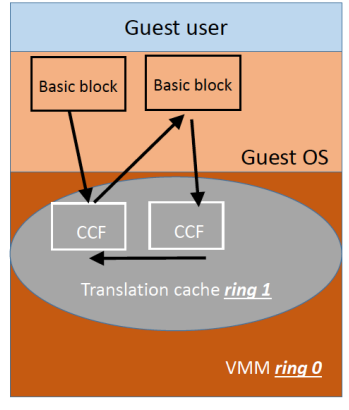 Guest user
Basic block
Basic block
Guest OS
CCF
CCF
Translation cache ring 1
VMM ring 0